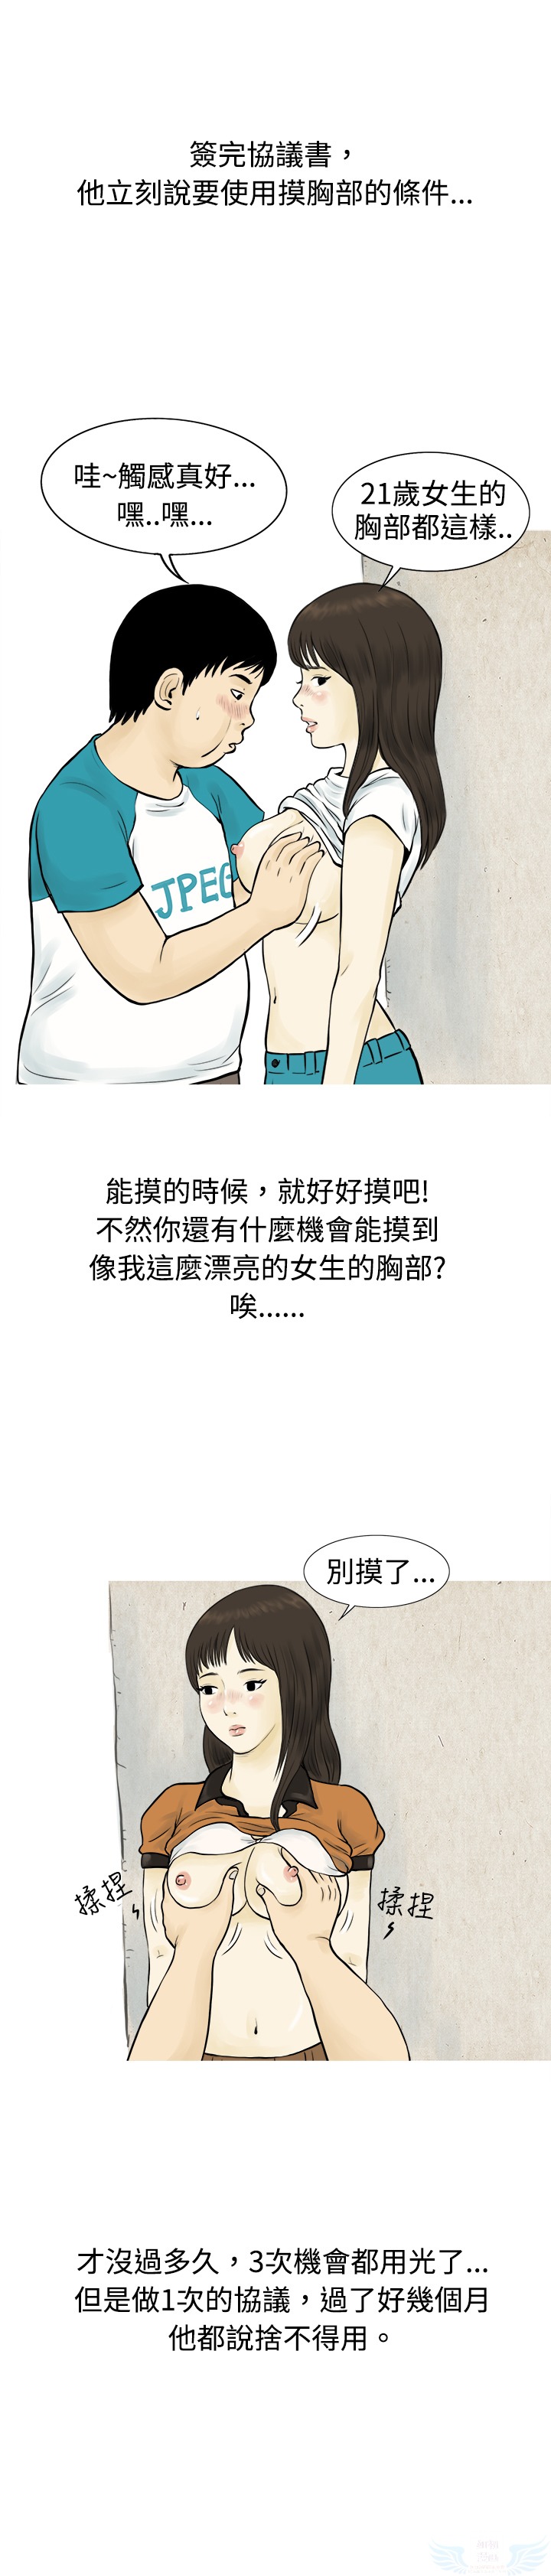 簽完協議書，
他立刻說要使用摸胸部的條件...
哇~觸感真好...
嘿..嘿...
21歲女生的
胸部都這樣..
JPEG
能摸的時候，就好好摸吧!
不然你還有什麼機會能摸到
像我這麼漂亮的女生的胸部?
唉......
別摸了...
揉捏
揉捏
才沒過多久，3次機會都用光了...
但是做1次的協議，過了好幾個月
他都說捨不得用。